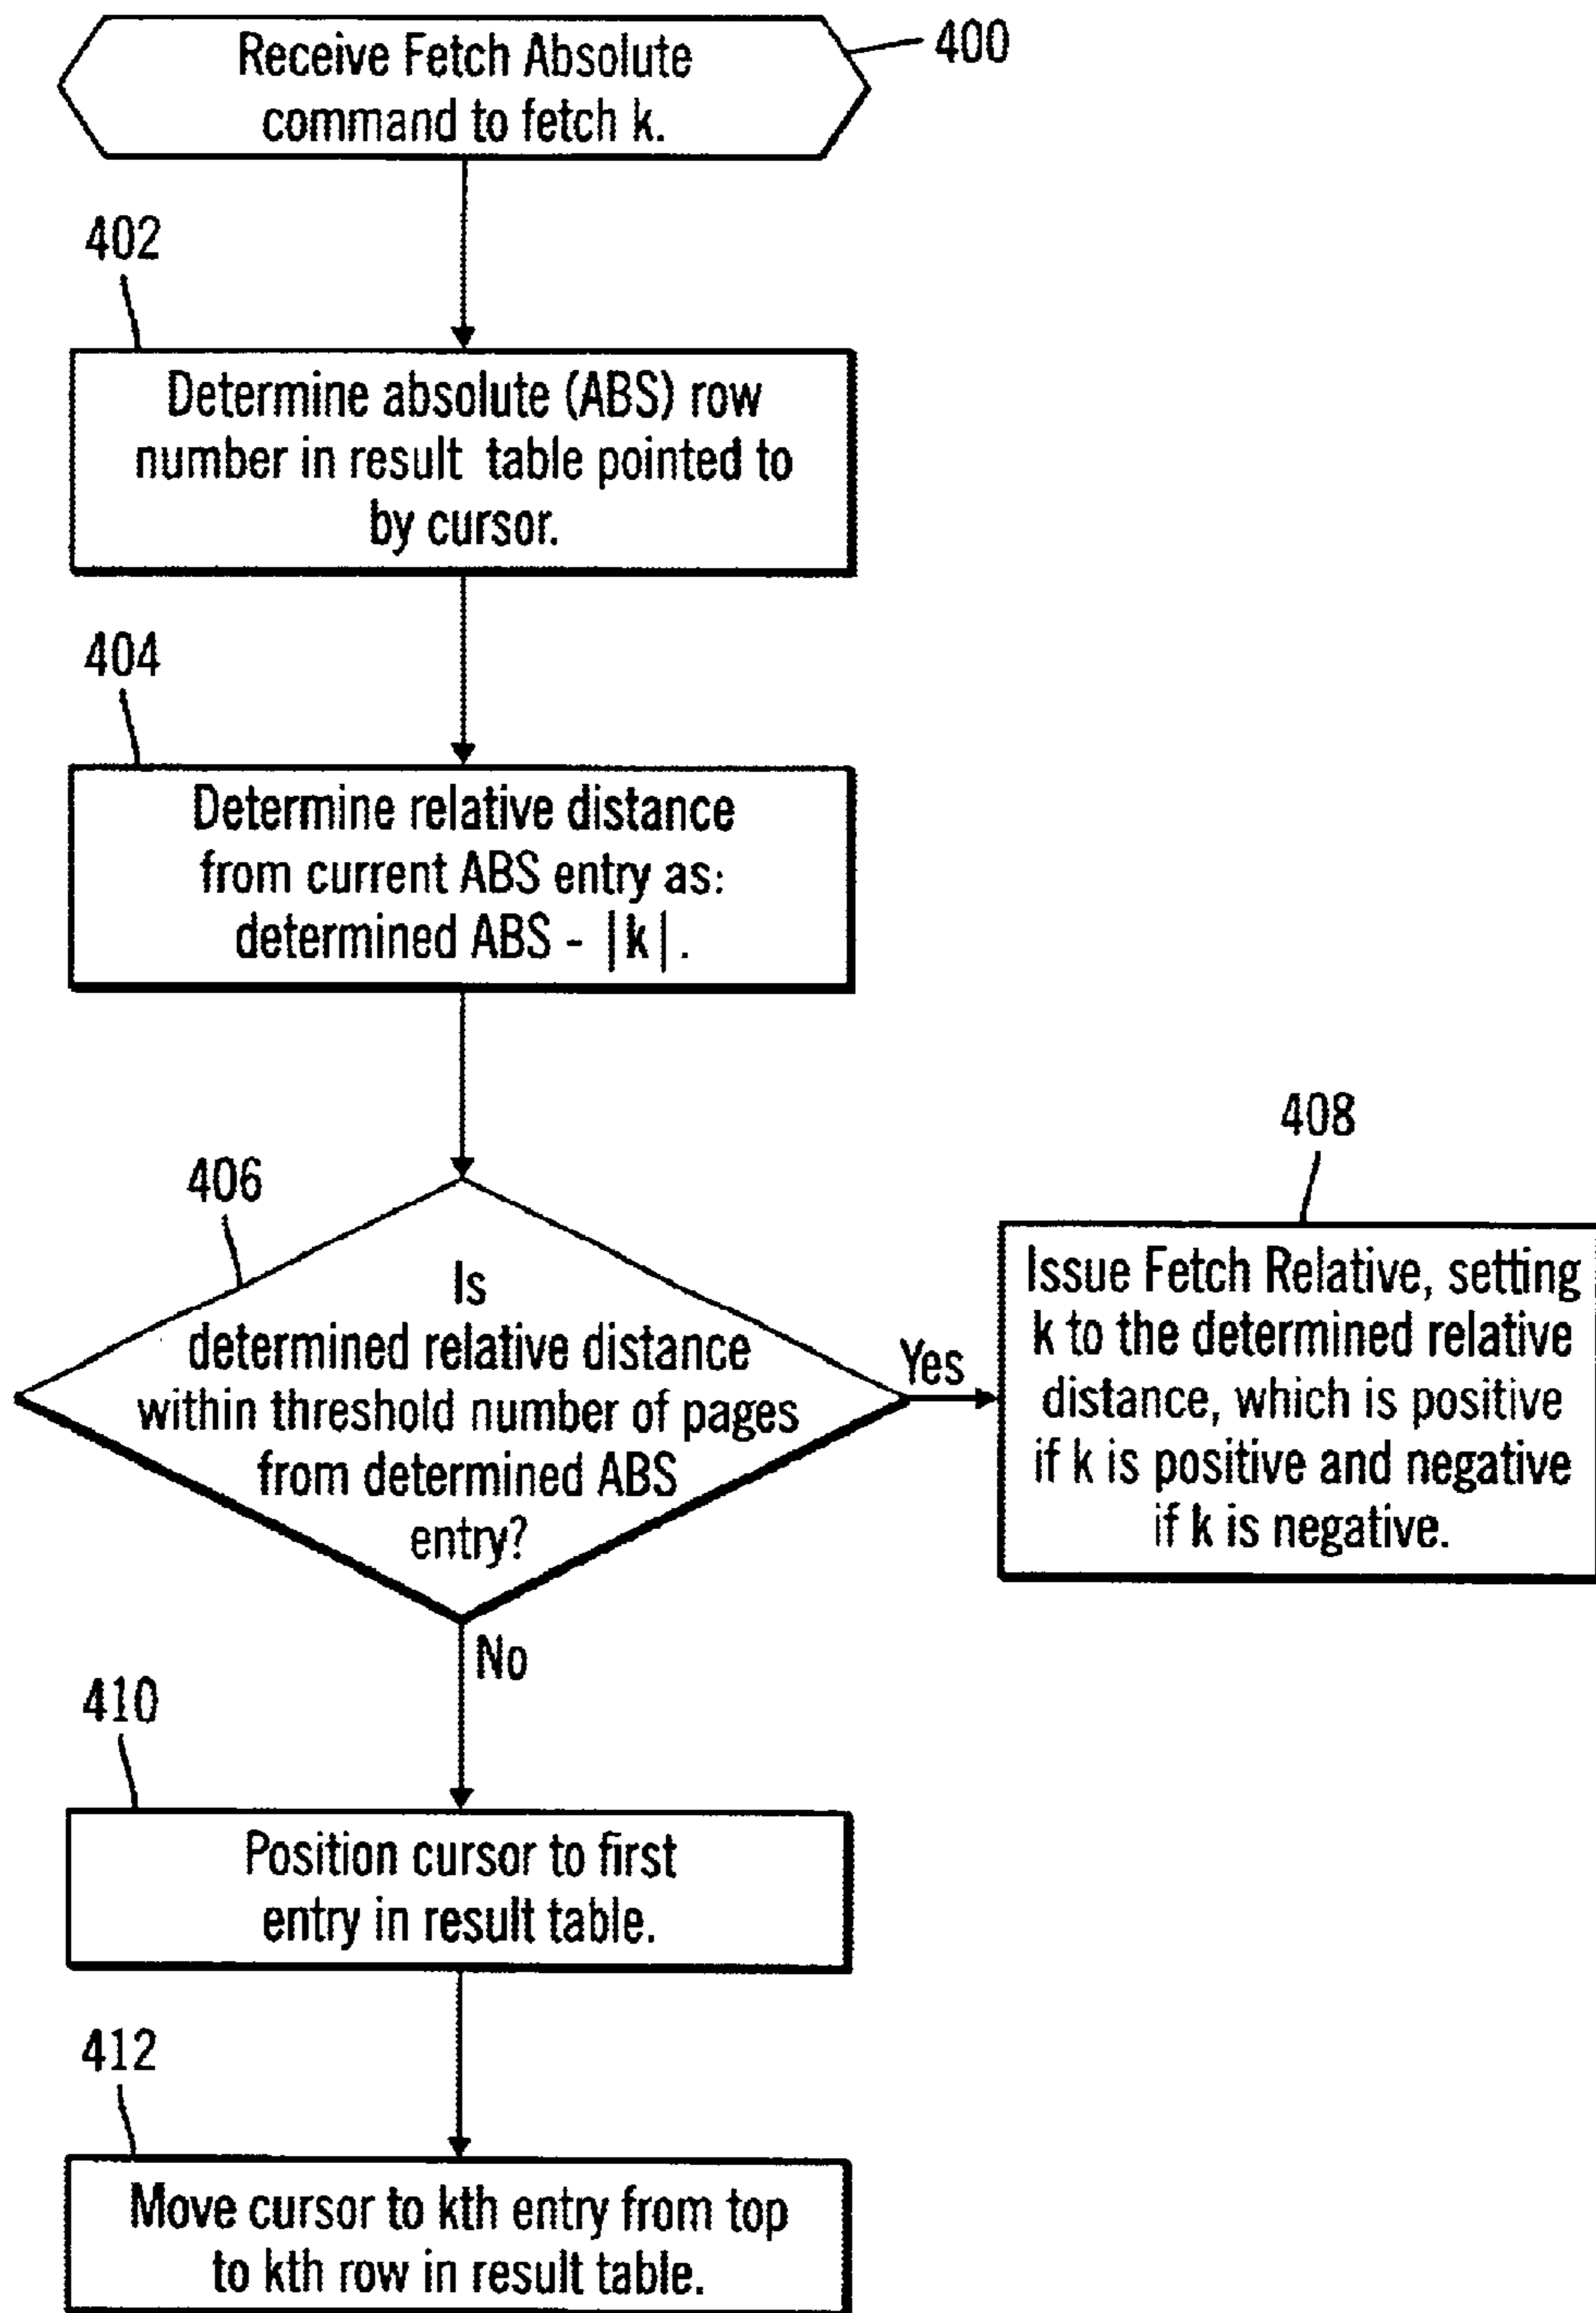 Receive Fetch Absolute
command to fetch k.
400
402
Determine absolute (ABS) row
number in result table pointed to
by cursor.
404
Determine relative distance
from current ABS entry as:
determined ABS - |k|.
406
Is
determined relative distance
within threshold number of pages
from determined ABS
entry?
Yes
408
Issue Fetch Relative, setting
k to the determined relative
distance, which is positive
if k is positive and negative
if k is negative.
No
410
Position cursor to first
entry in result table.
412
Move cursor to kth entry from top
to kth row in result table.